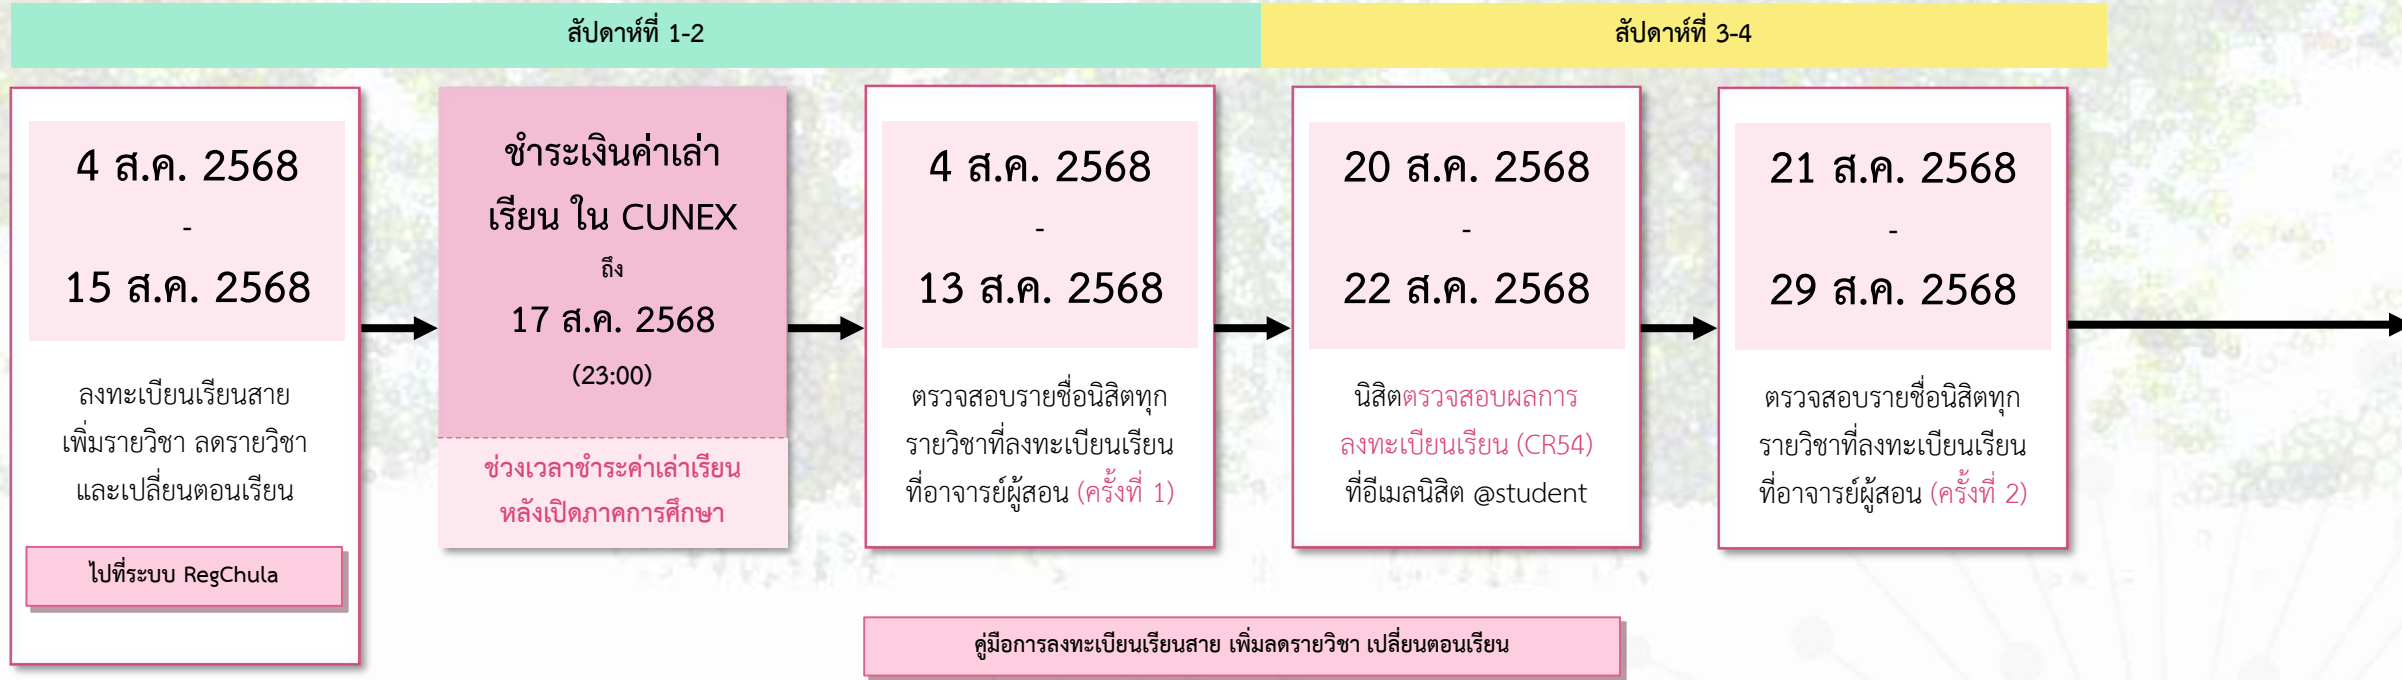 สัปดาห์ที่ 1-2
สัปดาห์ที่ 3-4
4 ส.ค. 2568
-
15 ส.ค. 2568
ลงทะเบียนเรียนสาย
เพิ่มรายวิชา ลดรายวิชา
และเปลี่ยนตอนเรียน
ไปที่ระบบ RegChula
ชำระเงินค่าเล่า
เรียน ใน CUNEX
ถึง
17 ส.ค. 2568
(23:00)
ช่วงเวลาชำระค่าเล่าเรียน
หลังเปิดภาคการศึกษา
4 ส.ค. 2568
-
13 ส.ค. 2568
ตรวจสอบรายชื่อนิสิตทุก
รายวิชาที่ลงทะเบียนเรียน
ที่อาจารย์ผู้สอน (ครั้งที่ 1)
20 ส.ค. 2568
-
22 ส.ค. 2568
นิสิตตรวจสอบผลการ
ลงทะเบียนเรียน (CR54)
ที่อีเมลนิสิต @student
21 ส.ค. 2568
-
29 ส.ค. 2568
ตรวจสอบรายชื่อนิสิตทุก
รายวิชาที่ลงทะเบียนเรียน
ที่อาจารย์ผู้สอน (ครั้งที่ 2)
คู่มือการลงทะเบียนเรียนสาย เพิ่มลดรายวิชา เปลี่ยนตอนเรียน